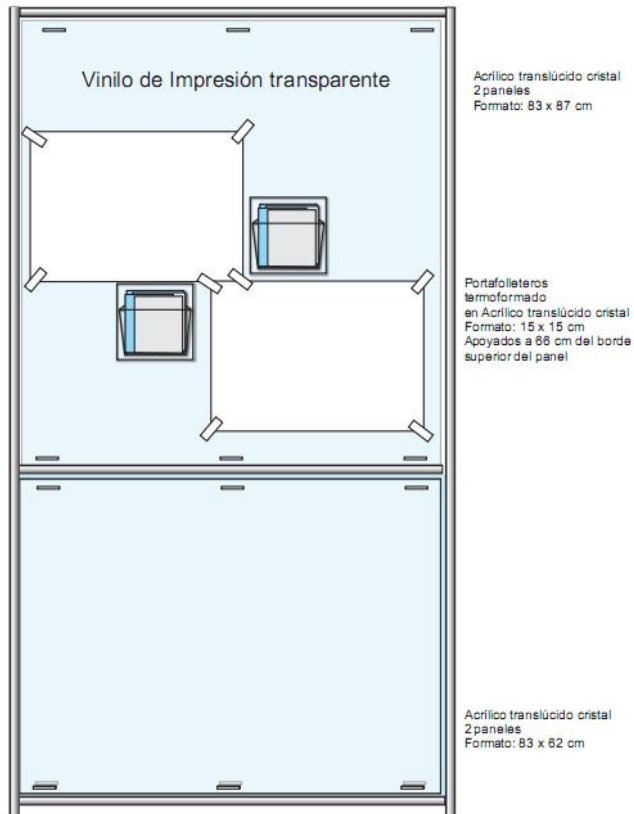 Vinilo de Impresión transparente
Acrílico translúcido cristal
2 paneles
Formato: 83 x 87 cm
Portafolleteros
termoformado
en Acrílico translúcido cristal
Formato: 15 x 15 cm
Apoyados a 66 cm del borde
superior del panel
Acrílico translúcido cristal
2 paneles
Formato: 83 x 62 cm